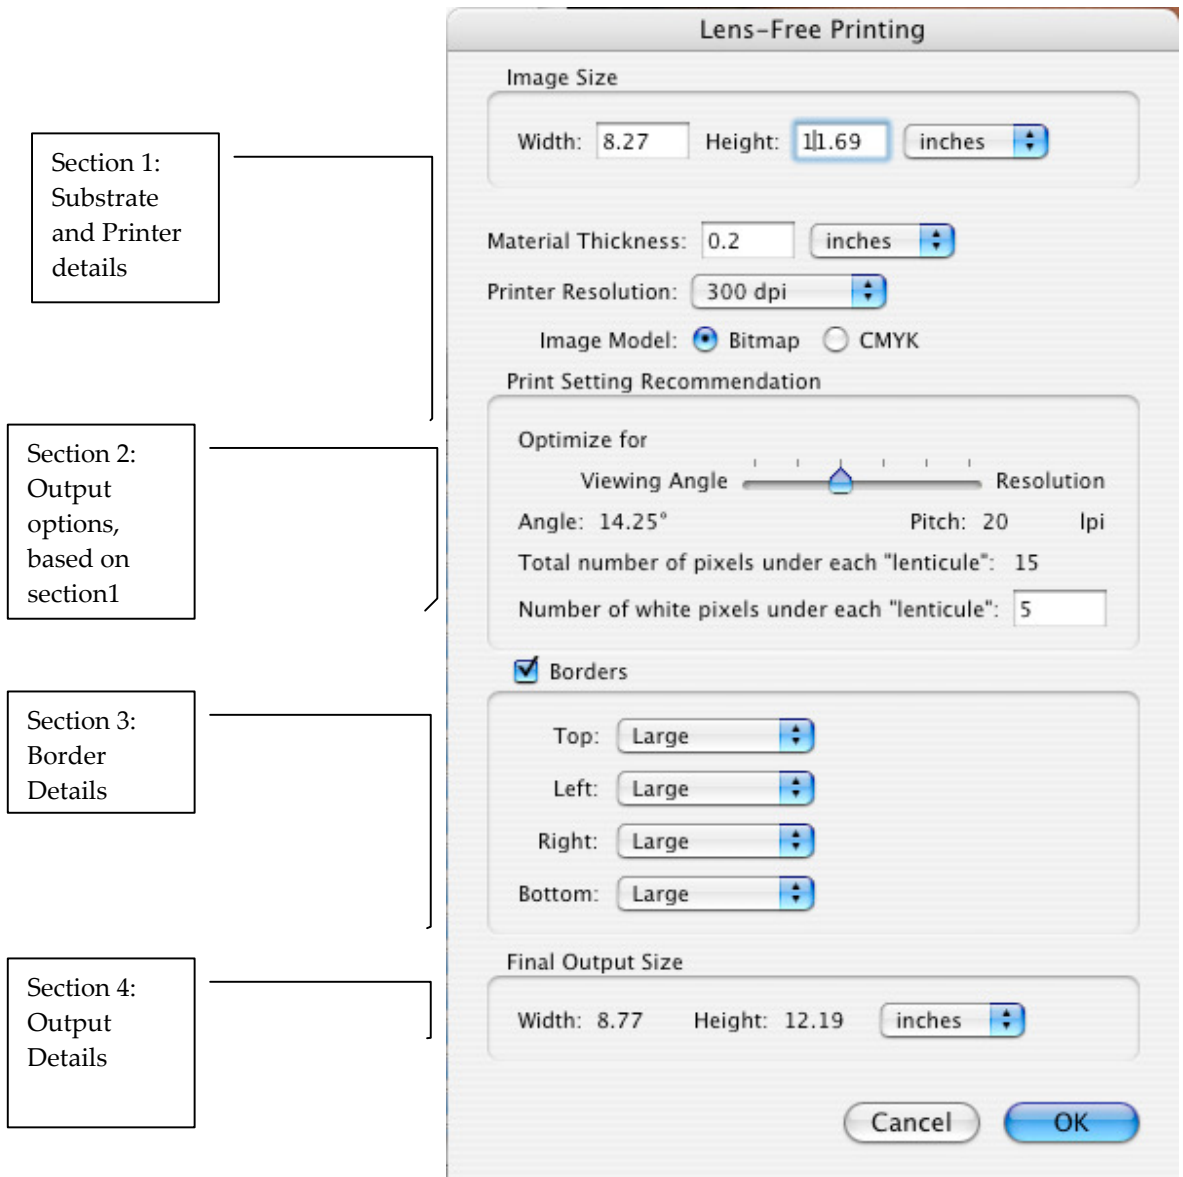 Lens-Free Printing
Image Size
Width: 8.27 Height: 11.69 inches
Section 1:
Substrate
and Printer
details
Material Thickness: 0.2 inches
Printer Resolution: 300 dpi
Image Model: Bitmap CMYK
Print Setting Recommendation
Section 2:
Output
options,
based on
section1
Optimize for
Viewing Angle Resolution
Angle: 14.25° Pitch: 20 lpi
Total number of pixels under each "lenticule": 15
Number of white pixels under each "lenticule": 5
Borders
Section 3:
Border
Details
Top: Large
Left: Large
Right: Large
Bottom: Large
Final Output Size
Section 4:
Output
Details
Width: 8.77 Height: 12.19 inches
Cancel OK